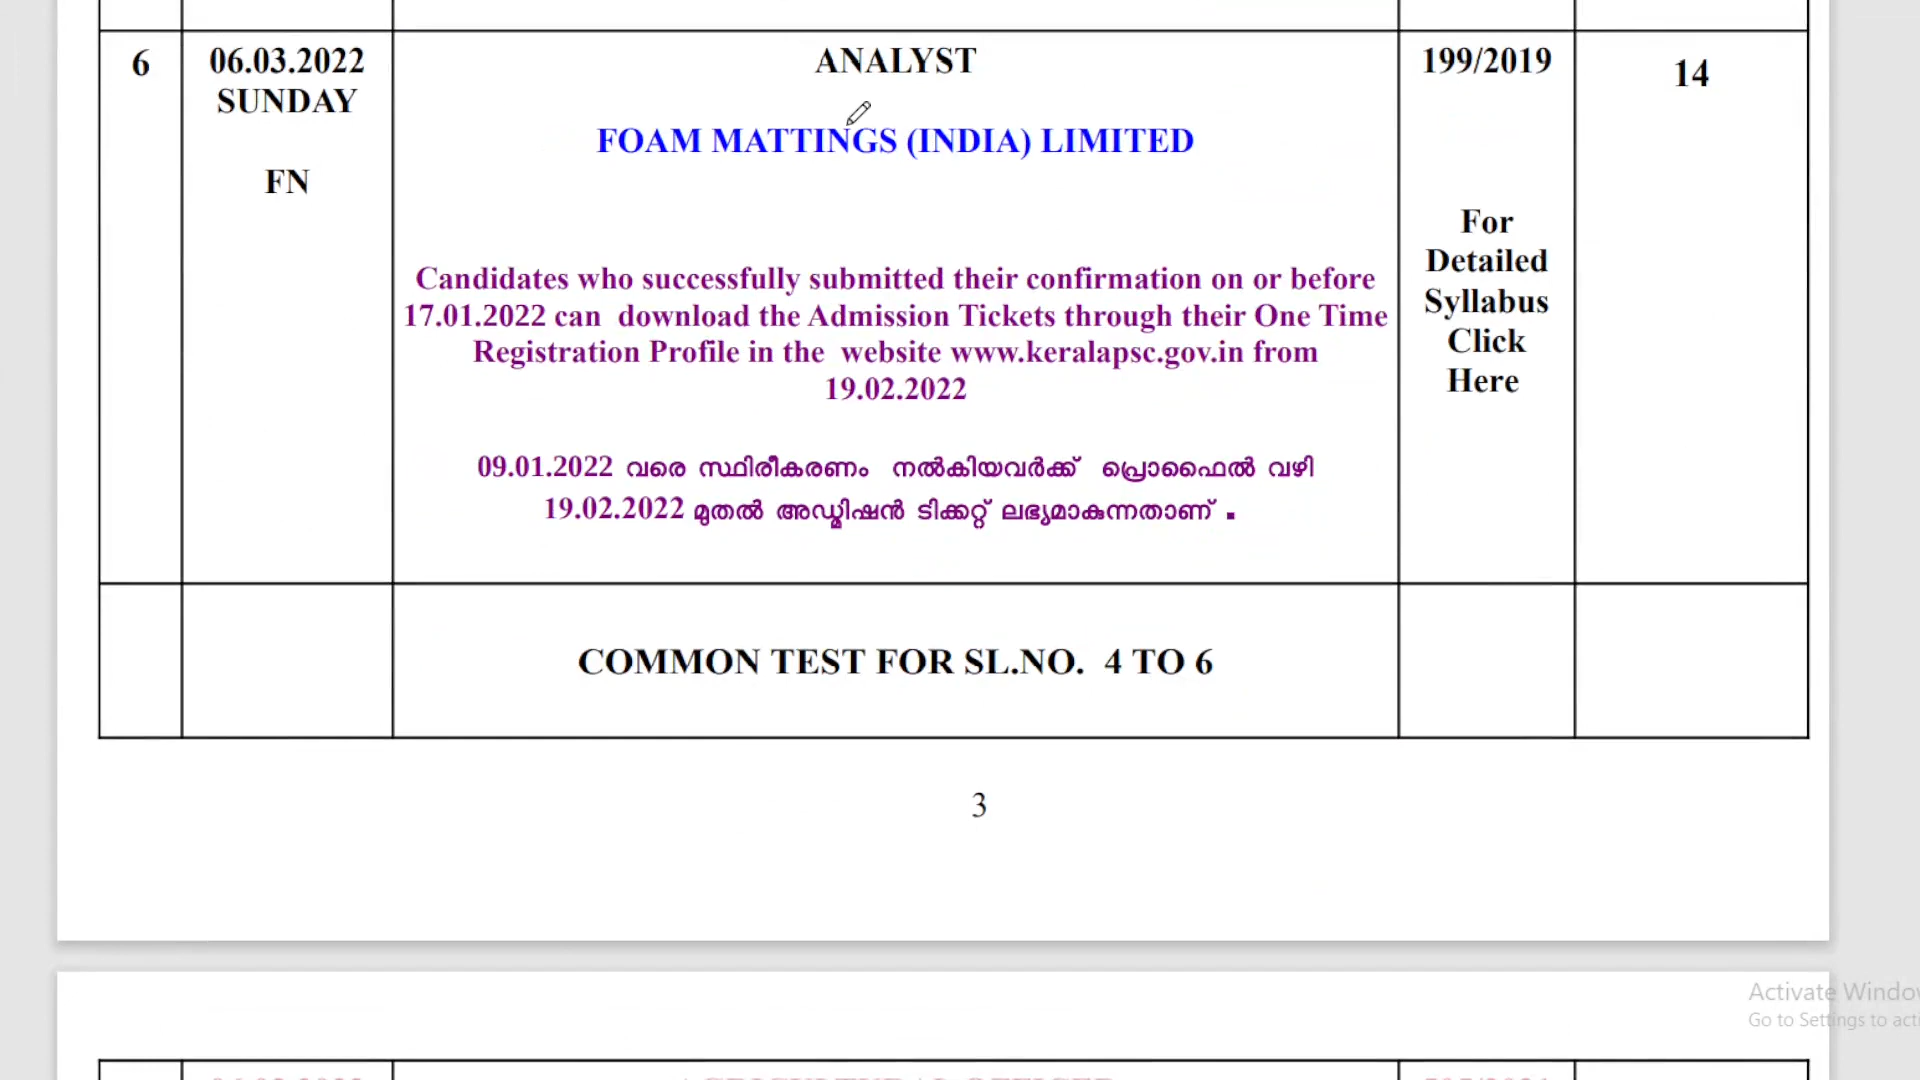 6
06.03.2022
SUNDAY
FN
ANALYST
FOAM MATTINGS (INDIA) LIMITED
Candidates who successfully submitted their confirmation on or before
17.01.2022 can download the Admission Tickets through their One Time
Registration Profile in the website www.keralapsc.gov.in from
19.02.2022
09.01.2022 വരെ സ്ഥിരീകരണം നൽകിയവർക്ക് പ്രൊഫൈൽ വഴി
19.02.2022 മുതൽ അഡ്മിഷൻ ടിക്കറ്റ് ലഭ്യമാകുന്നതാണ് .
199/2019
For
Detailed
Syllabus
Click
Here
14
COMMON TEST FOR SL.NO. 4 TO 6
3
Activate Window
Go to Settings to acti